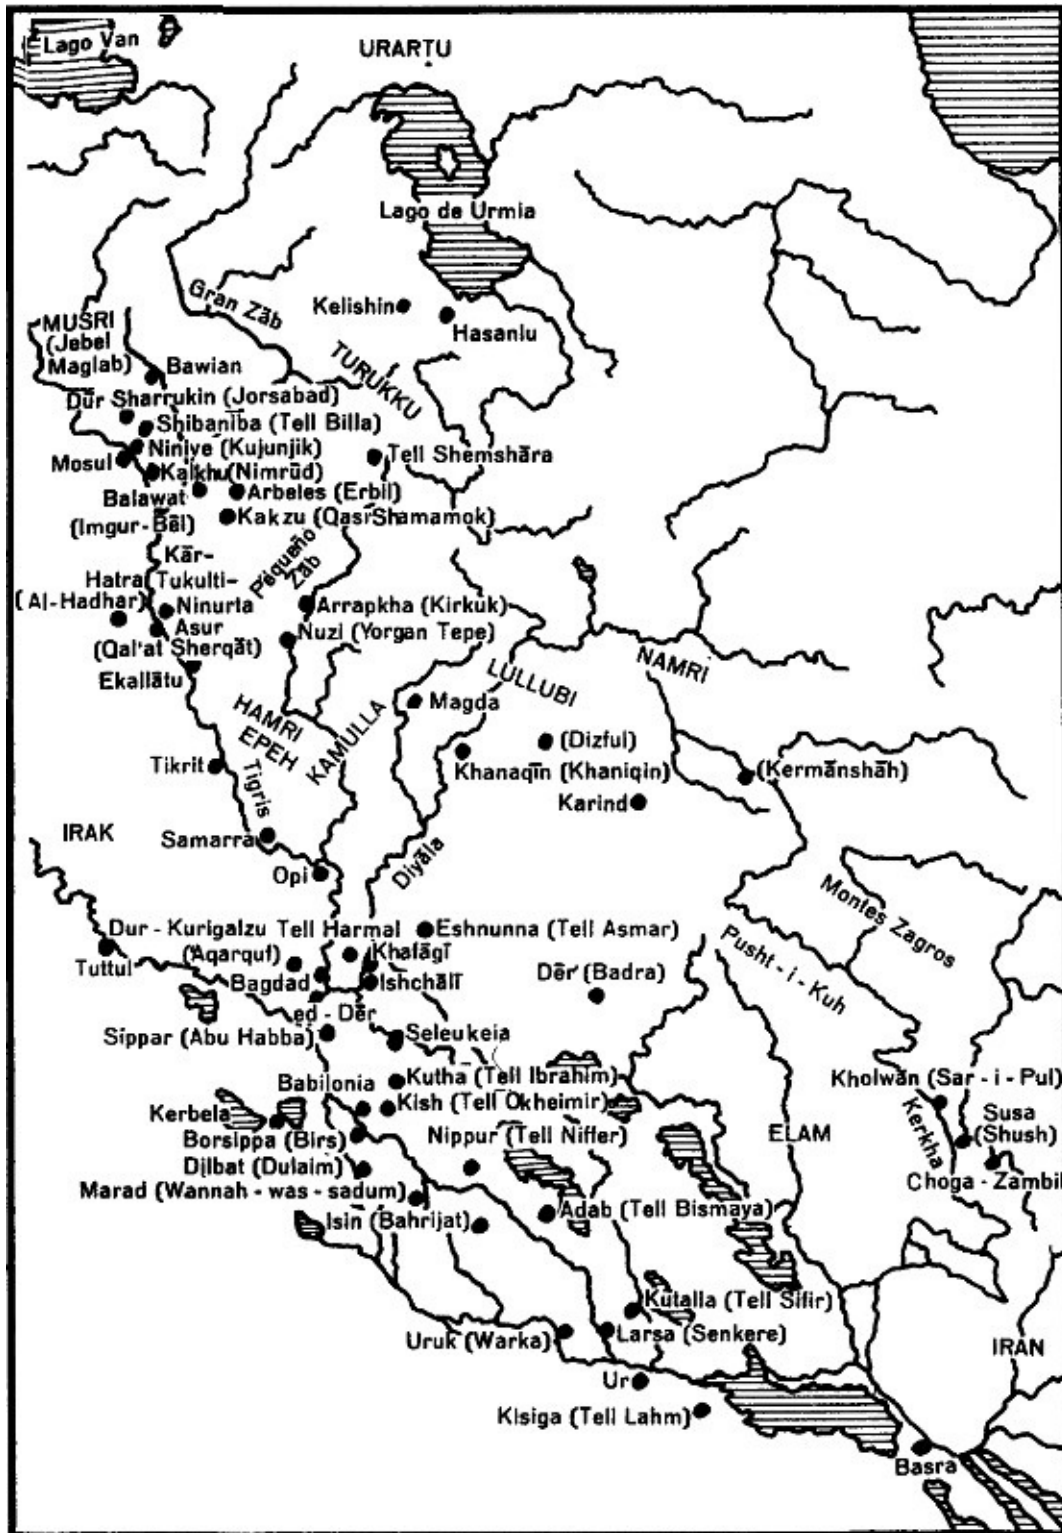 Lago Van
URARTU
Lago de Urmia
Gran Zāb
Kelishin
Hasanlu
MUSRI
(Jebel
Maglab)
TURUKKU
Bawian
Dūr Sharrukin (Jorsabad)
Shibanība (Tell Billa)
Ninive (Kujunjik)
Mosul
Tell Shemshāra
Kalkhu (Nimrūd)
Balawat
(Imgur-Bēl)
Arbeles (Erbil)
Kakzu (Qasr Shamamok)
Kār-
Tukulti-
Ninurta
Pequeño
Zāb
Hatra
(Al-Hadhar)
Arrapkha (Kirkuk)
Asur
(Qal'at Sherqāt)
Nuzi (Yorgan Tepe)
Ekallātu
LULLUBI
NAMRI
Magda
HAMRI
EPEH
KAMULLA
(Dizful)
Khanaqīn (Khaniqin)
(Kermānshāh)
Tikrit
Tigris
Karind
IRAK
Samarra
Diyāla
Opi
Montes Zagros
Dur - Kurigalzu
(Aqarquf)
Tell Harmal
Eshnunna (Tell Asmar)
Tuttul
Khafāgī
Pusht - i - Kuh
Bagdad
Ishchālī
Dēr (Badra)
ed - Dēr
Sippar (Abu Habba)
Seleukeia
Babilonia
Kutha (Tell Ibrahim)
Kholwān (Sar - i - Pul)
Kerbela
Kish (Tell Okheimir)
Borsippa (Birs)
Nippur (Tell Niffer)
ELAM
Kerkha
Susa
(Shush)
Dilbat (Dulaim)
Choga - Zambil
Marad (Wannah - was - sadum)
Adab (Tell Bismaya)
Isin (Bahrijat)
Kutalla (Tell Sifir)
Uruk (Warka)
Larsa (Senkere)
IRAN
Ur
Kisiga (Tell Lahm)
Basra